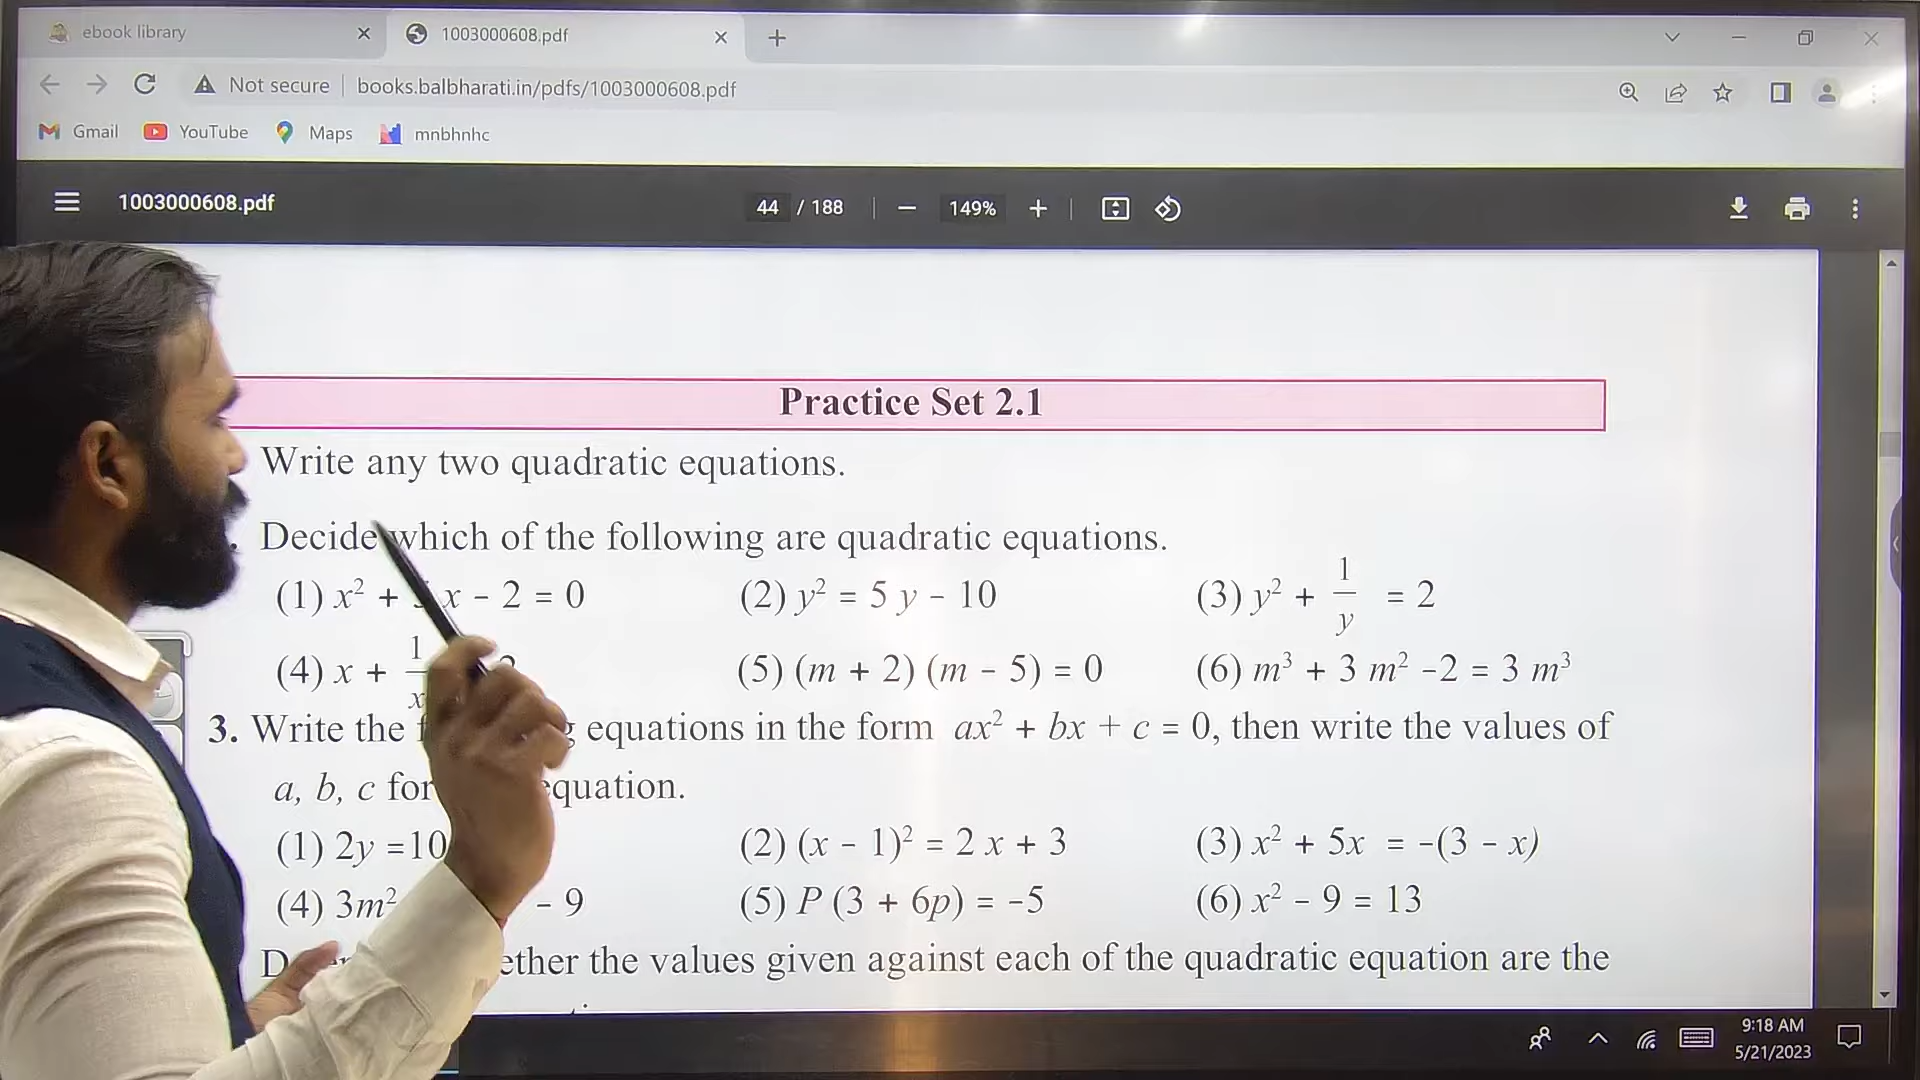 ebook library
1003000608.pdf
Not secure
books.balbharati.in/pdfs/1003000608.pdf
Gmail
YouTube
Maps
mnbhnhc
1003000608.pdf
44 / 188
149%
Practice Set 2.1
Write any two quadratic equations.
Decide which of the following are quadratic equations.
(1) x² + x - 2 = 0
(2) y² = 5 y - 10
(3) y² + 1/y = 2
(4) x + 1/x
(5) (m + 2) (m - 5) = 0
(6) m³ + 3 m² -2 = 3 m³
3. Write the equations in the form ax² + bx + c = 0, then write the values of
a, b, c for equation.
(1) 2y =10
(2) (x - 1)² = 2 x + 3
(3) x² + 5x = -(3 - x)
(4) 3m² - 9
(5) P (3 + 6p) = -5
(6) x² - 9 = 13
the values given against each of the quadratic equation are the
9:18 AM
5/21/2023